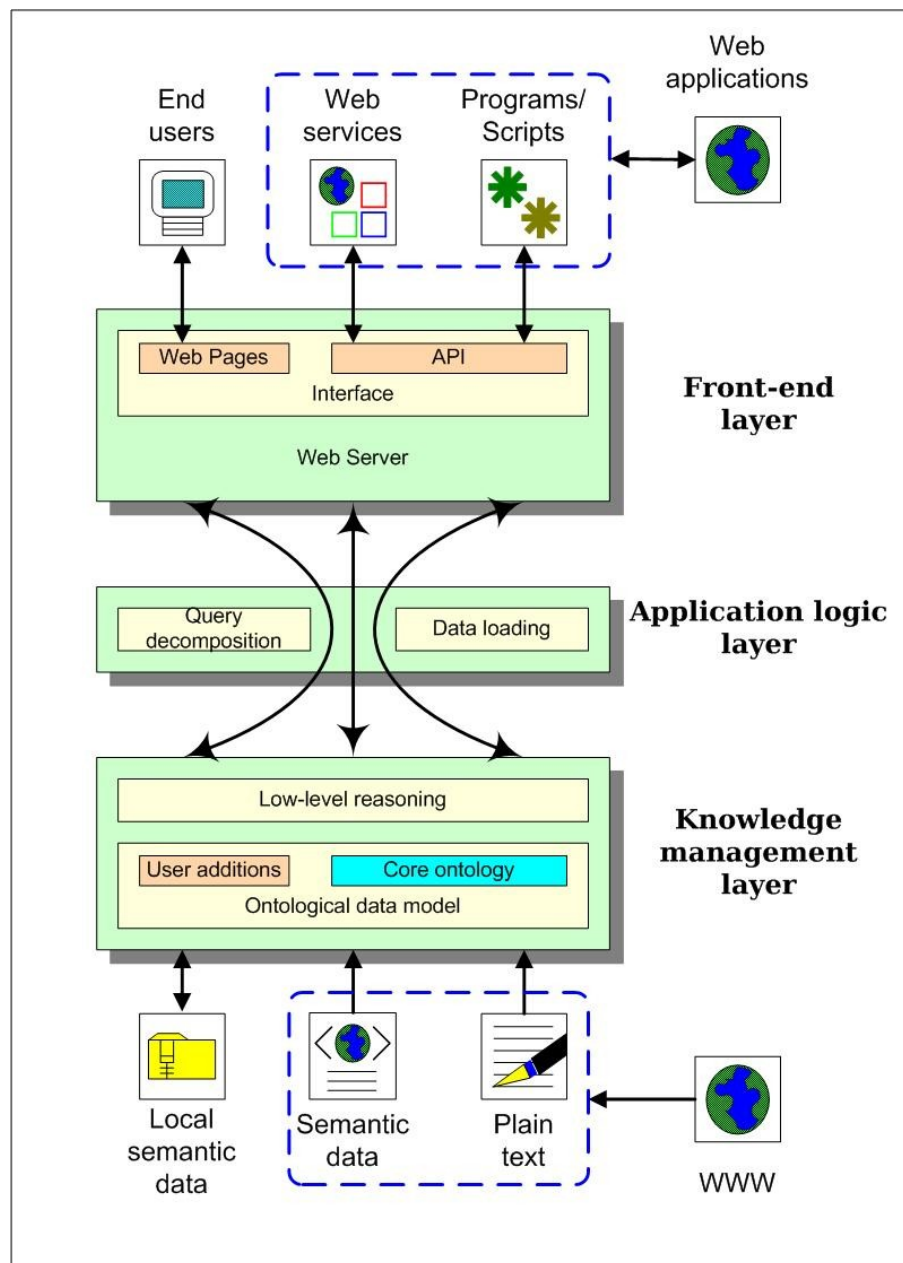 Web
applications
End
users
Web
services
Programs/
Scripts
Web Pages
API
Interface
Web Server
Front-end
layer
Query
decomposition
Data loading
Application logic
layer
Low-level reasoning
User additions
Core ontology
Ontological data model
Knowledge
management
layer
Local
semantic
data
Semantic
data
Plain
text
WWW